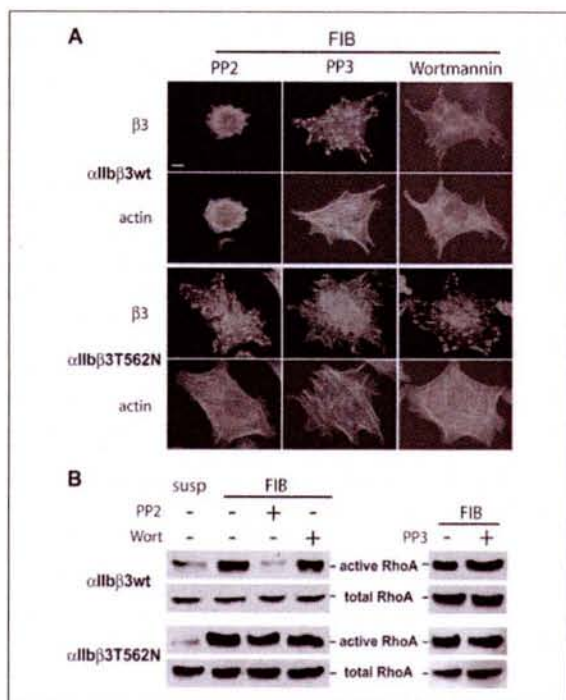 A
FIB
PP2 PP3 Wortmannin
β3
αIIbβ3wt
actin
β3
αIIbβ3T562N
actin
B
susp FIB FIB
PP2 - - + - PP3 - +
Wort - - - +
αIIbβ3wt
- active RhoA -
- total RhoA -
αIIbβ3T562N
- active RhoA -
- total RhoA -